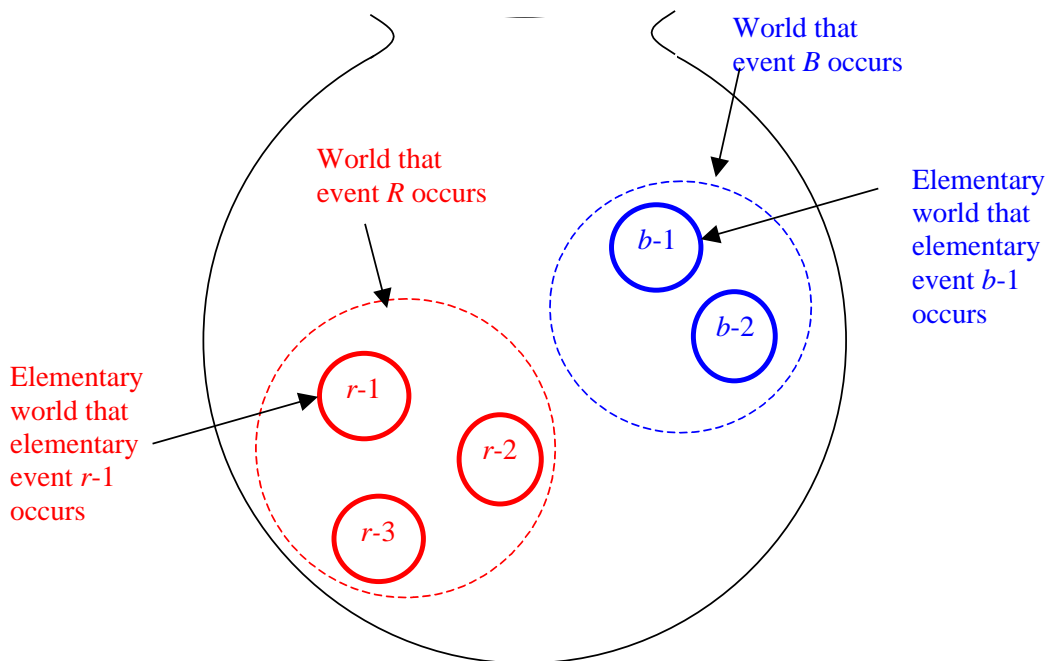 World that
event B occurs
World that
event R occurs
Elementary
world that
elementary
event b-1
occurs
b-1
b-2
Elementary
world that
elementary
event r-1
occurs
r-1
r-2
r-3